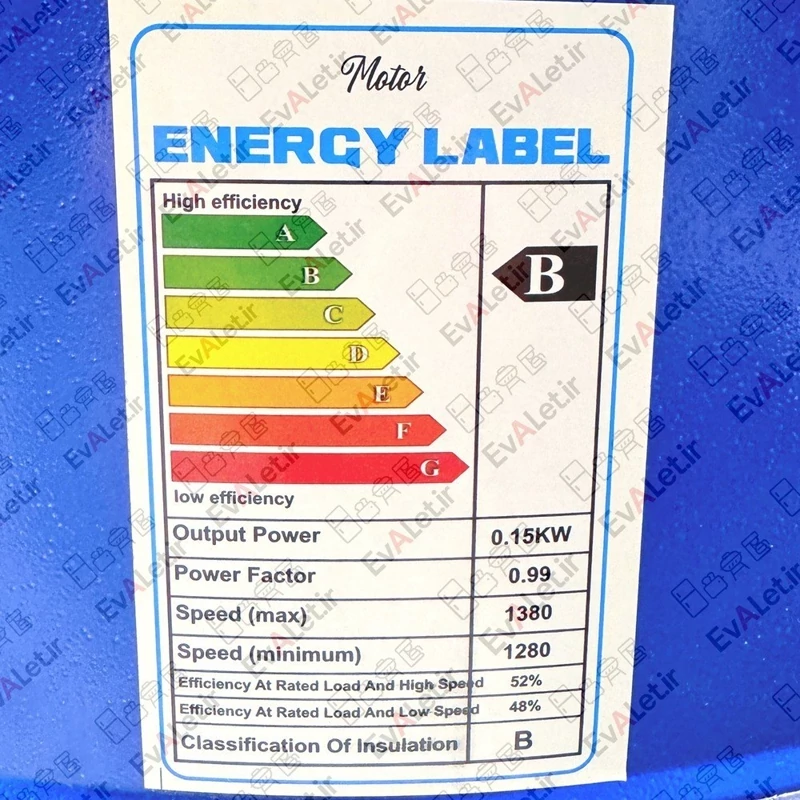 Motor
ENERGY LABEL
High efficiency
A
B
B
C
D
E
F
G
low efficiency
Output Power 0.15KW
Power Factor 0.99
Speed (max) 1380
Speed (minimum) 1280
Efficiency At Rated Load And High Speed 52%
Efficiency At Rated Load And Low Speed 48%
Classification Of Insulation B
EvALet.ir